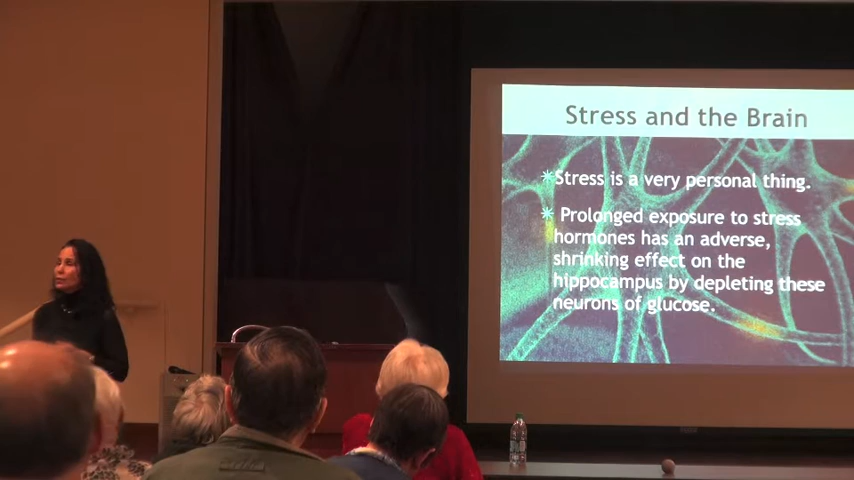 Stress and the Brain
*Stress is a very personal thing.
* Prolonged exposure to stress
hormones has an adverse,
shrinking effect on the
hippocampus by depleting these
neurons of glucose.